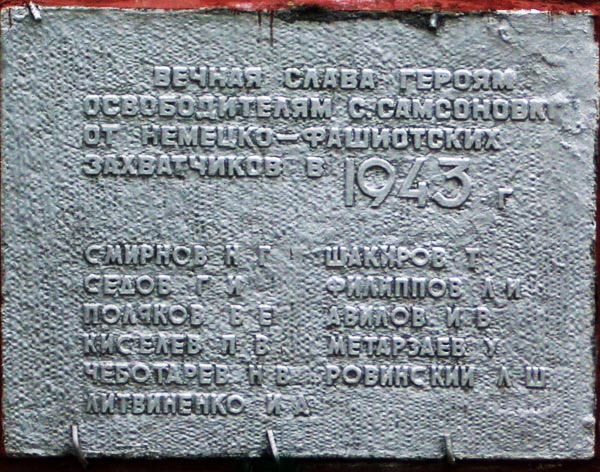 ВЕЧНАЯ СЛАВА ГЕРОЯМ
ОСВОБОДИТЕЛЯМ С.САМСОНОВКИ
ОТ НЕМЕЦКО—ФАШИОТСКИХ
ЗАХВАТЧИКОВ В 1943 Г
СМИРНОВ Н Г
СЕДОВ Г И
ПОЛЯКОВ В Е
КИСЕЛЕВ П В
ЧЕБОТАРЕВ Н В
ЛИТВИНЕНКО И А
ШАКИРОВ Т
ФИЛИППОВ Л И
АВИЛОВ И В
МЕТАРЗАЕВ У
РОВИНСКИЙ Л Ш